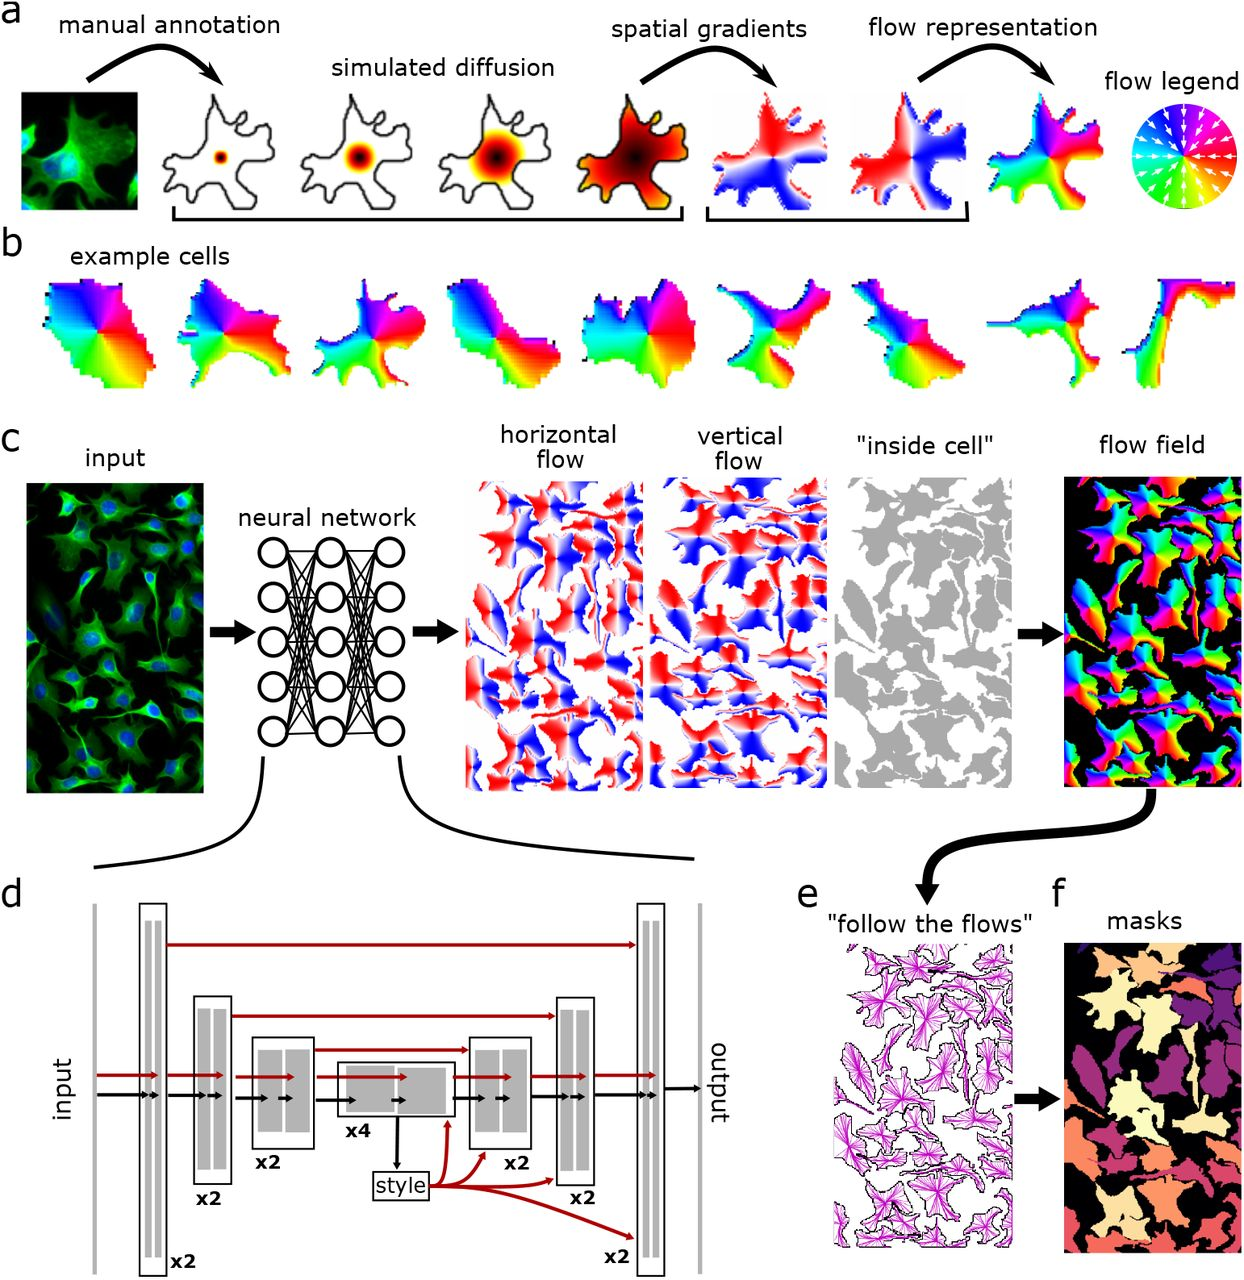 a
manual annotation
simulated diffusion
spatial gradients
flow representation
flow legend
b
example cells
c
input
neural network
horizontal
flow
vertical
flow
"inside cell"
flow field
d
input
x2
x2
x2
x4
style
x2
x2
x2
output
e
"follow the flows"
f
masks